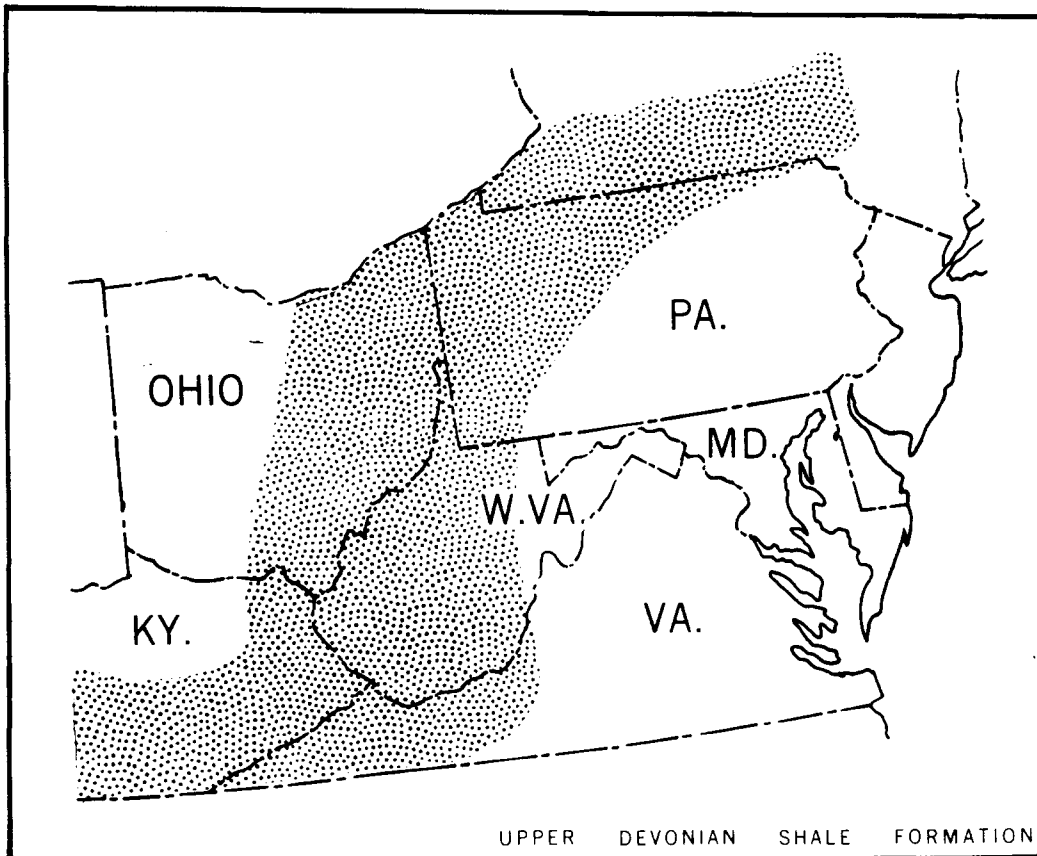 PA.
OHIO
MD.
W.VA.
KY.
VA.
UPPER DEVONIAN SHALE FORMATION